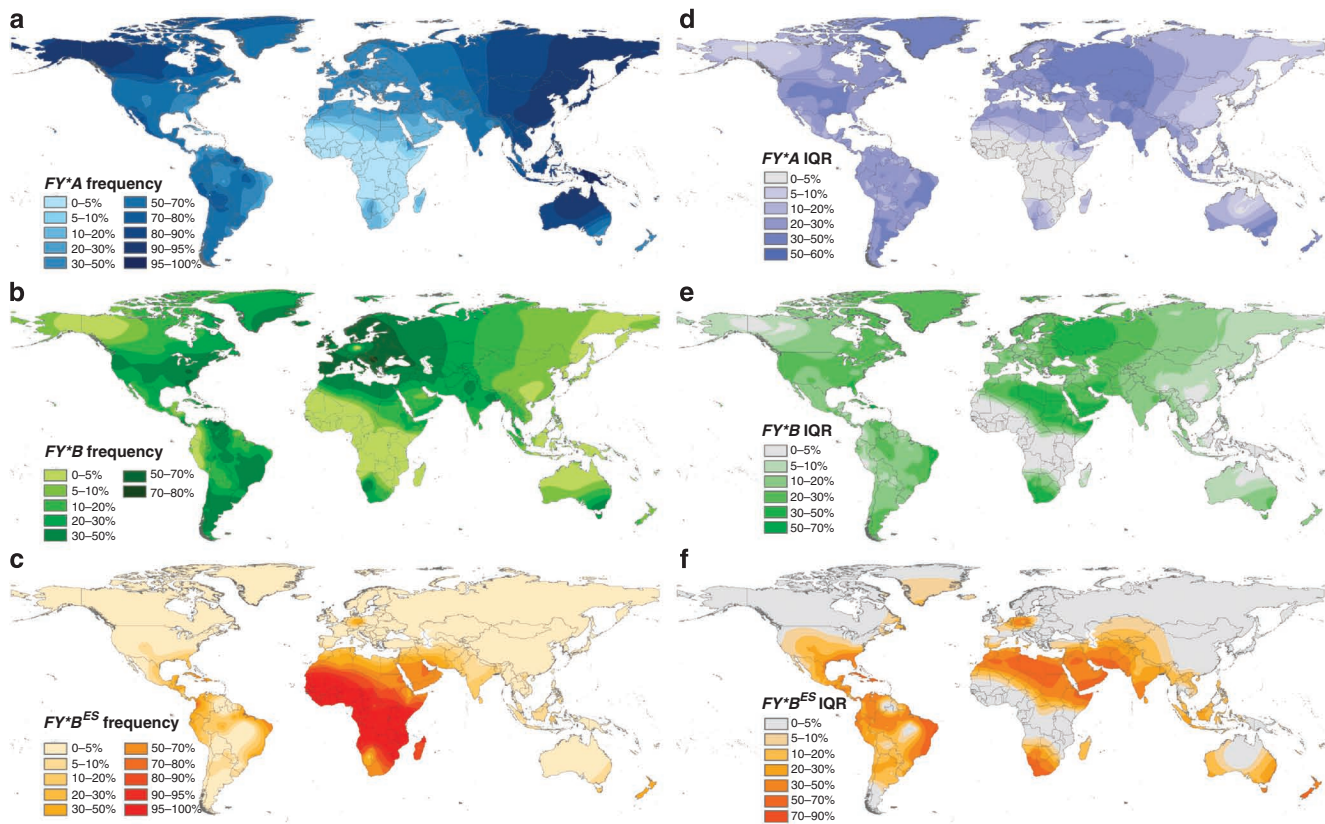 a
FY*A frequency
0–5% 50–70%
5–10% 70–80%
10–20% 80–90%
20–30% 90–95%
30–50% 95–100%
b
FY*B frequency
0–5% 50–70%
5–10% 70–80%
10–20%
20–30%
30–50%
c
FY*B^ES frequency
0–5% 50–70%
5–10% 70–80%
10–20% 80–90%
20–30% 90–95%
30–50% 95–100%
d
FY*A IQR
0–5%
5–10%
10–20%
20–30%
30–50%
50–60%
e
FY*B IQR
0–5%
5–10%
10–20%
20–30%
30–50%
50–70%
f
FY*B^ES IQR
0–5%
5–10%
10–20%
20–30%
30–50%
50–70%
70–90%